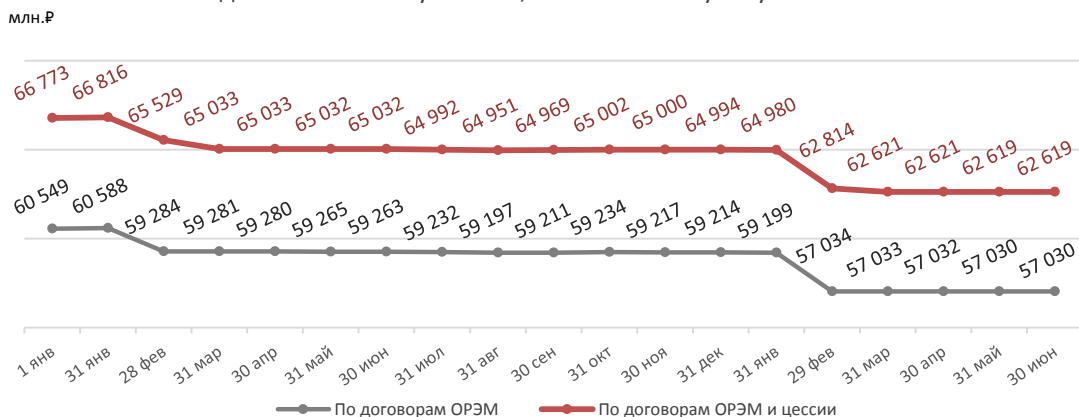 млн.₽
66 773 66 816 65 529 65 033 65 033 65 032 65 032 64 992 64 951 64 969 65 002 65 000 64 994 64 980 62 814 62 621 62 621 62 619 62 619
60 549 60 588 59 284 59 281 59 280 59 265 59 263 59 232 59 197 59 211 59 234 59 217 59 214 59 199 57 034 57 033 57 032 57 030 57 030
1 янв 31 янв 28 фев 31 мар 30 апр 31 май 30 июн 31 июл 31 авг 30 сен 31 окт 30 ноя 31 дек 31 янв 29 фев 31 мар 30 апр 31 май 30 июн
По договорам ОРЭМ По договорам ОРЭМ и цессии